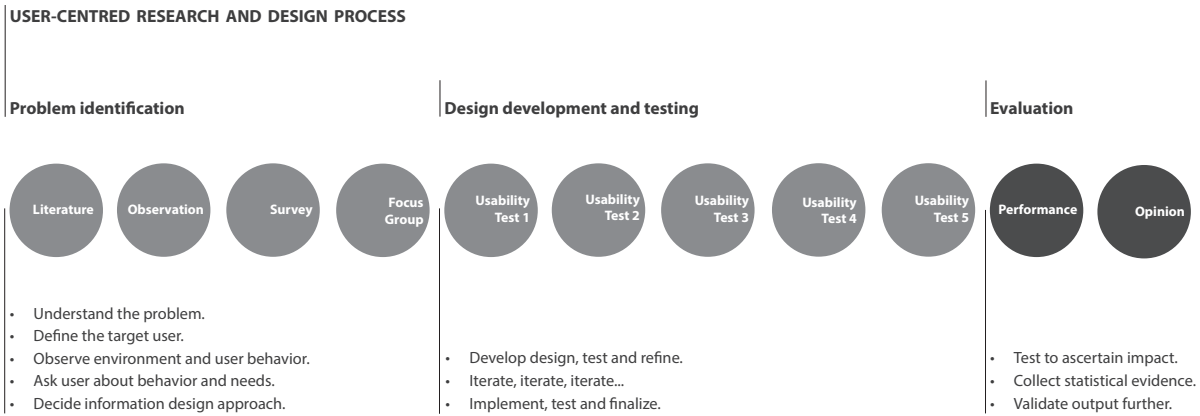 USER-CENTRED RESEARCH AND DESIGN PROCESS
Problem identification
Design development and testing
Evaluation
Literature
Observation
Survey
Focus
Group
Usability
Test 1
Usability
Test 2
Usability
Test 3
Usability
Test 4
Usability
Test 5
Performance
Opinion
• Understand the problem.
• Define the target user.
• Observe environment and user behavior.
• Ask user about behavior and needs.
• Decide information design approach.
• Develop design, test and refine.
• Iterate, iterate, iterate...
• Implement, test and finalize.
• Test to ascertain impact.
• Collect statistical evidence.
• Validate output further.